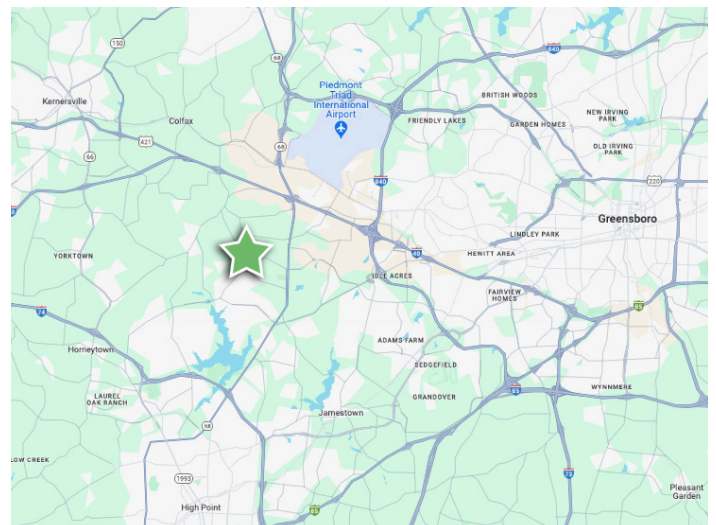 150
68
840
Kernersville
Piedmont
Triad
International
Airport
BRITISH WOODS
Colfax
FRIENDLY LAKES
GARDEN HOMES
NEW IRVING
PARK
421
68
OLD IRVING
PARK
66
840
220
Greensboro
LINDLEY PARK
YORKTOWN
40
HEWITT AREA
IDLE ACRES
FAIRVIEW
HOMES
85
74
ADAMS FARM
Horneytown
SEDGEFIELD
LAUREL
OAK RANCH
GRANDOVER
85
WYNNMERE
Jamestown
68
LOW CREEK
1993
73
Pleasant
Garden
High Point
85